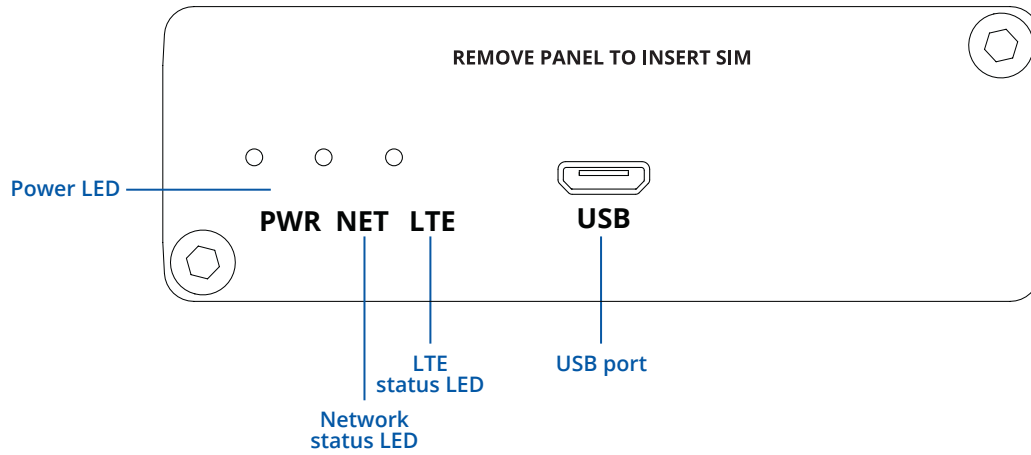 REMOVE PANEL TO INSERT SIM
Power LED
PWR NET LTE
USB
LTE
status LED
USB port
Network
status LED